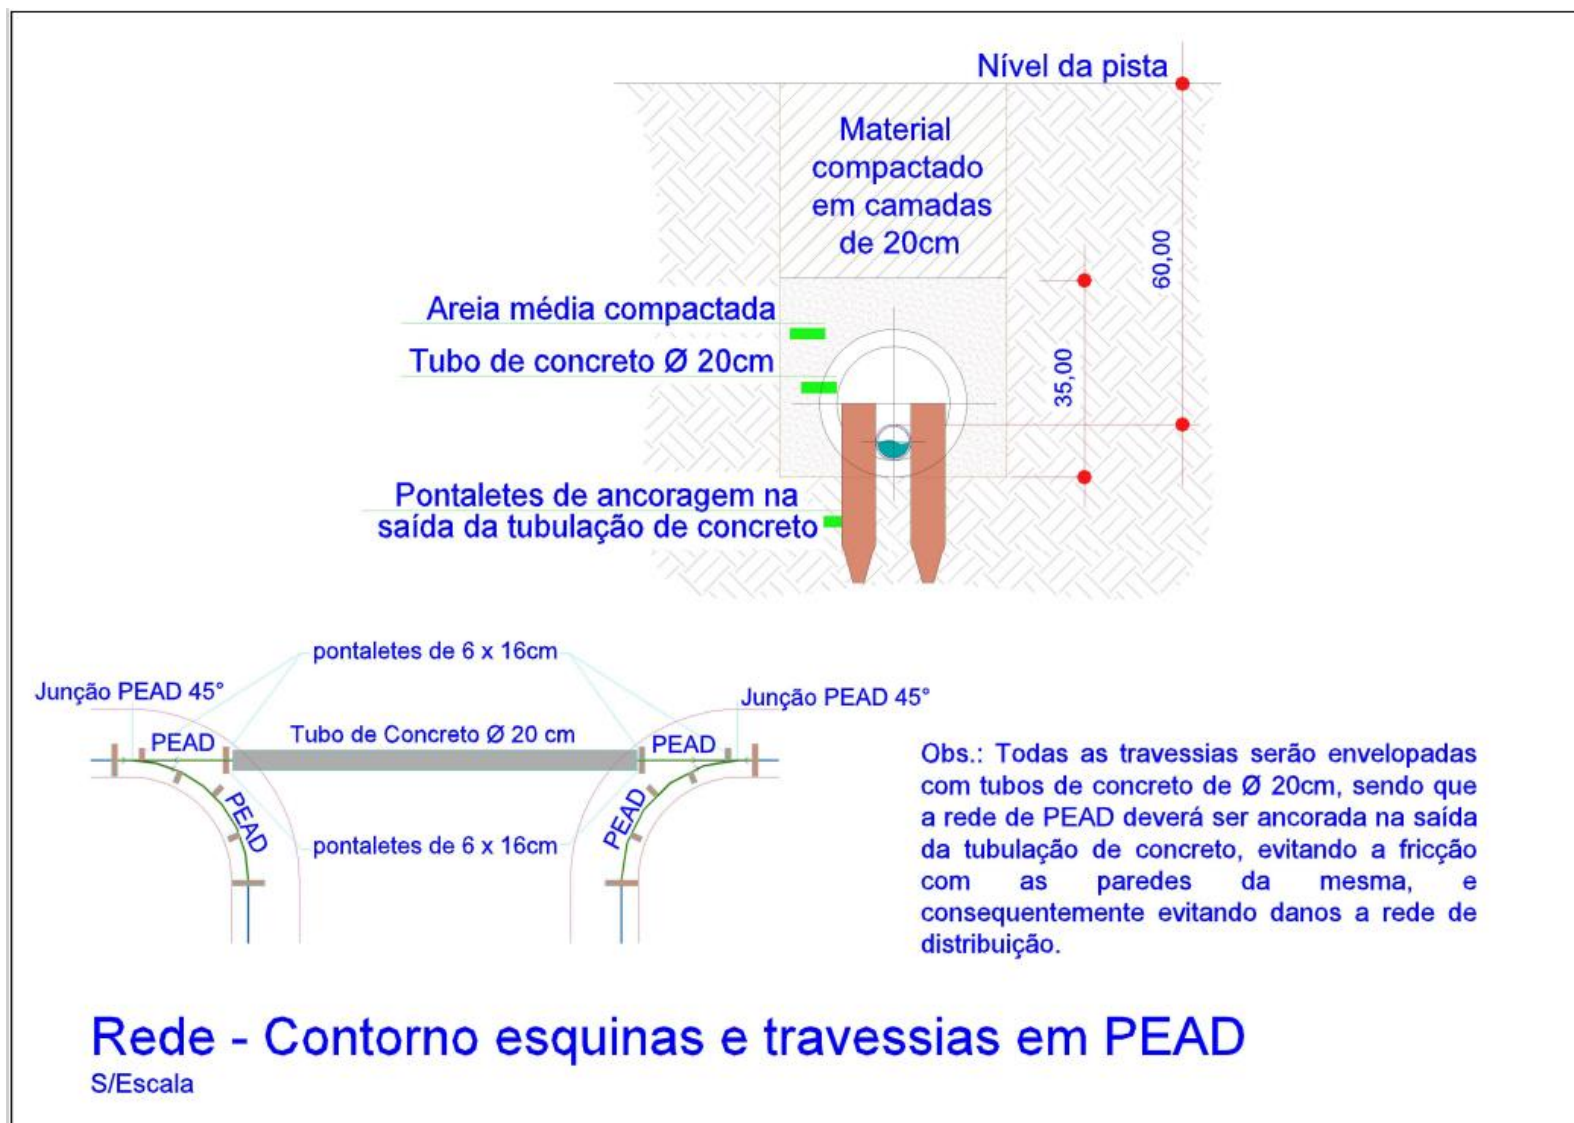 Nível da pista
Material
compactado
em camadas
de 20cm
60,00
35,00
Areia média compactada
Tubo de concreto Ø 20cm
Pontaletes de ancoragem na
saída da tubulação de concreto
pontaletes de 6 x 16cm
Junção PEAD 45°
Junção PEAD 45°
PEAD
Tubo de Concreto Ø 20 cm
PEAD
PEAD
PEAD
pontaletes de 6 x 16cm
Obs.: Todas as travessias serão envelopadas
com tubos de concreto de Ø 20cm, sendo que
a rede de PEAD deverá ser ancorada na saída
da tubulação de concreto, evitando a fricção
com as paredes da mesma, e
consequentemente evitando danos a rede de
distribuição.
Rede - Contorno esquinas e travessias em PEAD
S/Escala